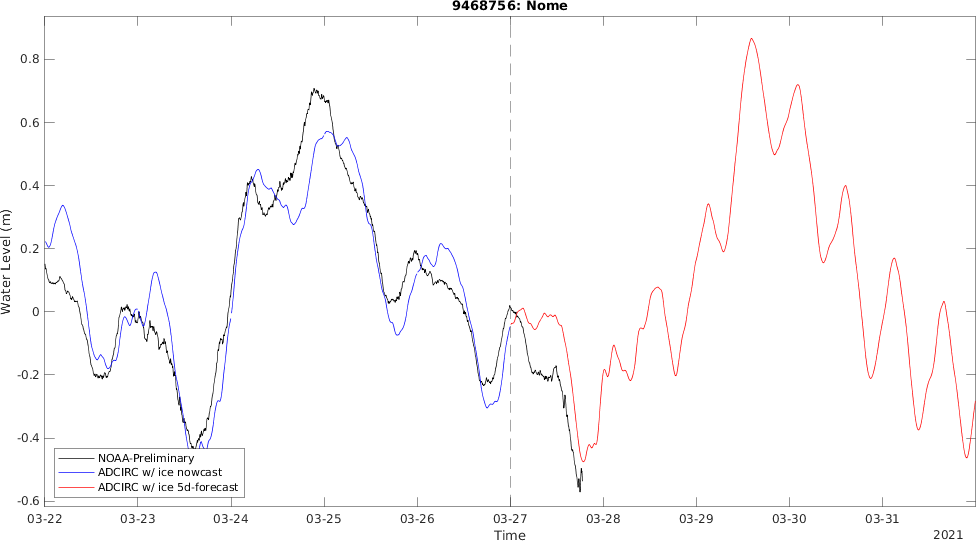 9468756: Nome
Water Level (m)
0.8
0.6
0.4
0.2
0
-0.2
-0.4
-0.6
NOAA-Preliminary
ADCIRC w/ ice nowcast
ADCIRC w/ ice 5d-forecast
03-22 03-23 03-24 03-25 03-26 03-27 03-28 03-29 03-30 03-31
Time
2021